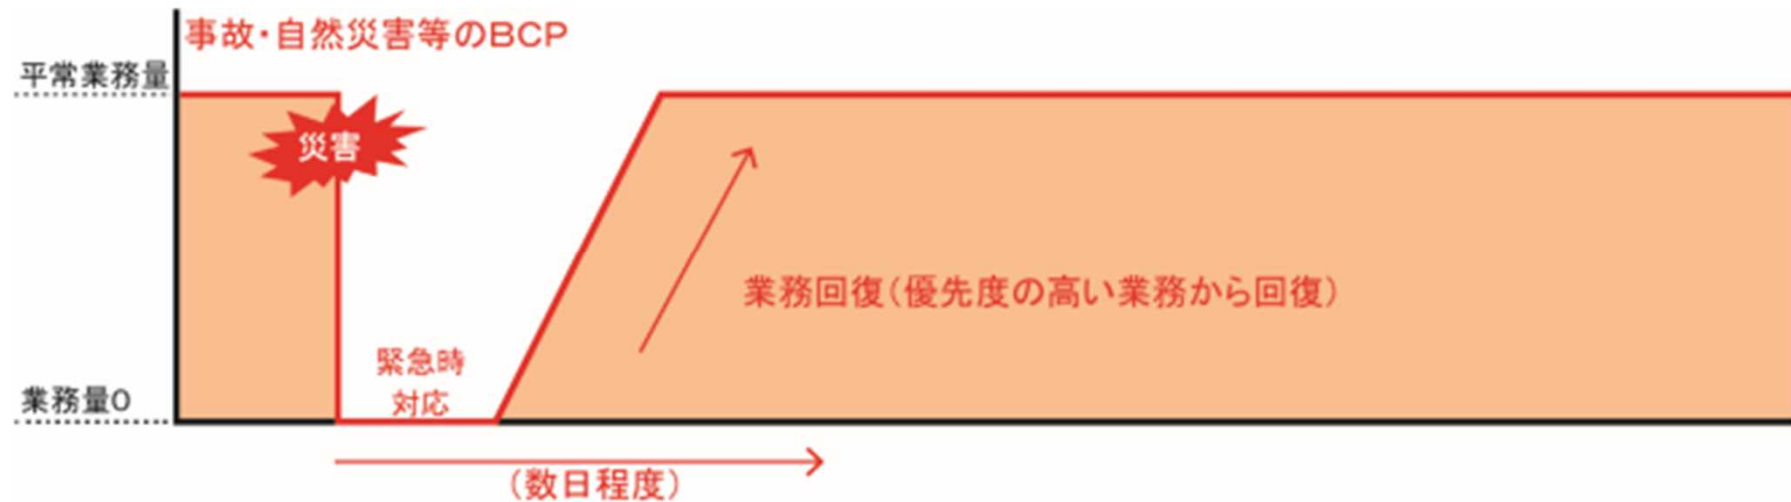 事故・自然災害等のBCP
平常業務量
災害
業務回復(優先度の高い業務から回復)
緊急時
対応
業務量0
(数日程度)